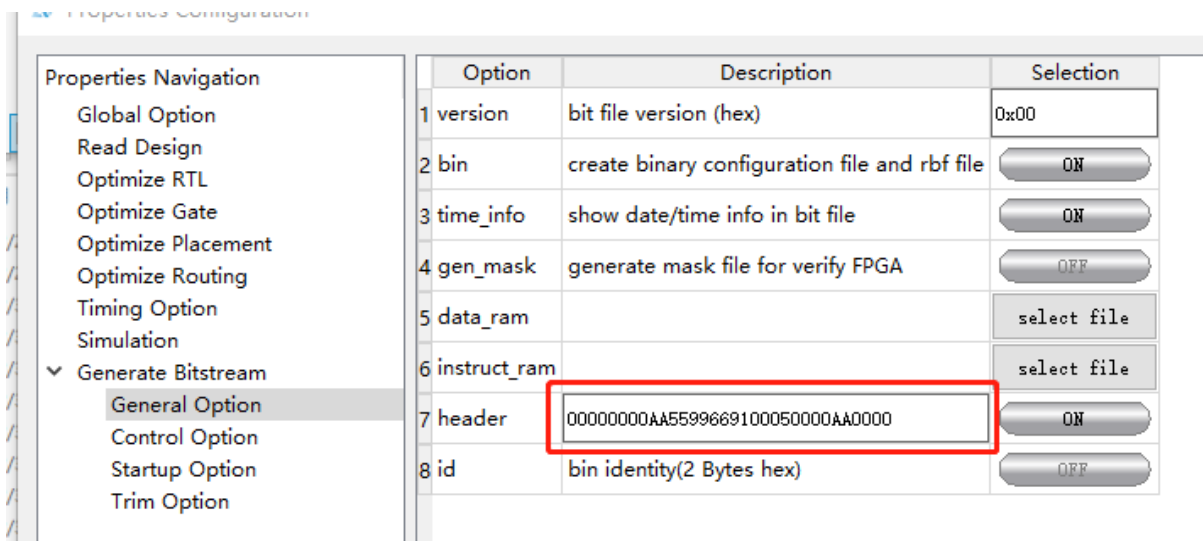 Properties Configuration
Properties Navigation
Global Option
Read Design
Optimize RTL
Optimize Gate
Optimize Placement
Optimize Routing
Timing Option
Simulation
Generate Bitstream
General Option
Control Option
Startup Option
Trim Option
Option Description Selection
1 version bit file version (hex) 0x00
2 bin create binary configuration file and rbf file ON
3 time_info show date/time info in bit file ON
4 gen_mask generate mask file for verify FPGA OFF
5 data_ram select file
6 instruct_ram select file
7 header 00000000AA5599669100050000AA0000 ON
8 id bin identity(2 Bytes hex) OFF